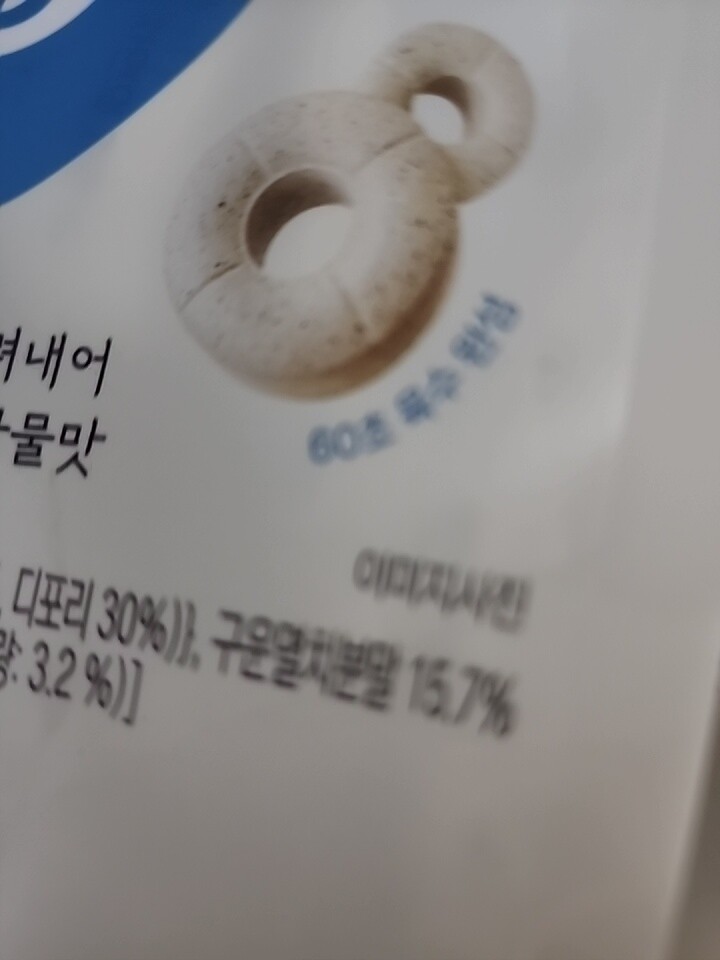 려내어
물맛
60초 육수 완성
이미지사진
, 디포리 30%)}, 구운멸치분말 15.7%
량: 3.2 %)]